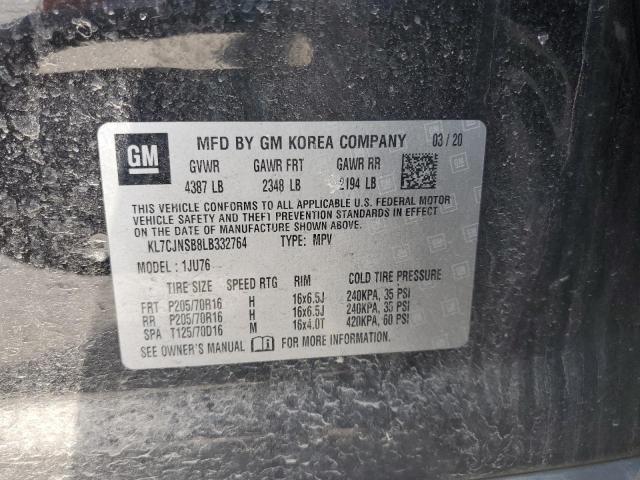 GM
MFD BY GM KOREA COMPANY 03/20
GVWR GAWR FRT GAWR RR
4387 LB 2348 LB 2194 LB
THIS VEHICLE CONFORMS TO ALL APPLICABLE U.S. FEDERAL MOTOR
VEHICLE SAFETY AND THEFT PREVENTION STANDARDS IN EFFECT
ON THE DATE OF MANUFACTURE SHOWN ABOVE.
KL7CJNSB8LB332764 TYPE: MPV
MODEL: 1JU76
TIRE SIZE SPEED RTG RIM COLD TIRE PRESSURE
FRT P205/70R16 H 16x6.5J 240KPA, 35 PSI
RR P205/70R16 H 16x6.5J 240KPA, 35 PSI
SPA T125/70D16 M 16x4.0T 420KPA, 60 PSI
SEE OWNER'S MANUAL FOR MORE INFORMATION.